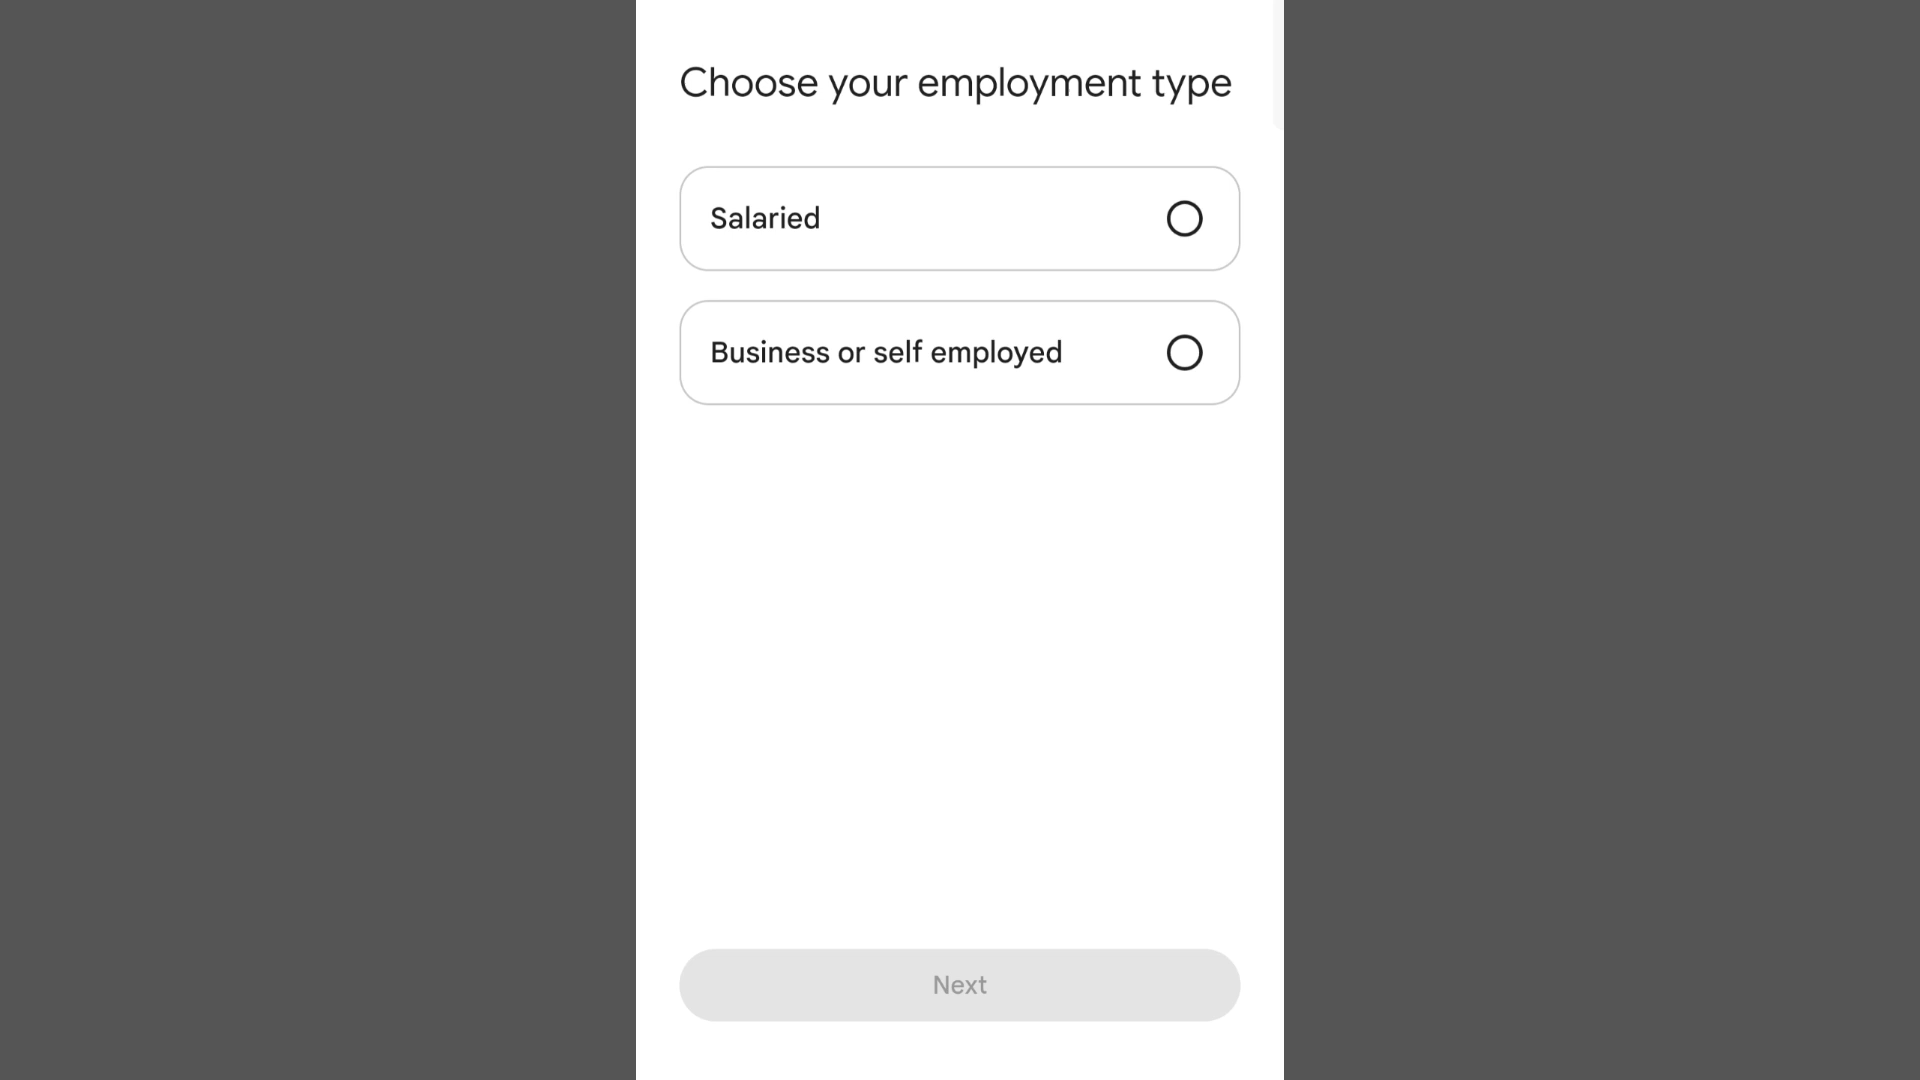 Choose your employment type
Salaried
Business or self employed
Next